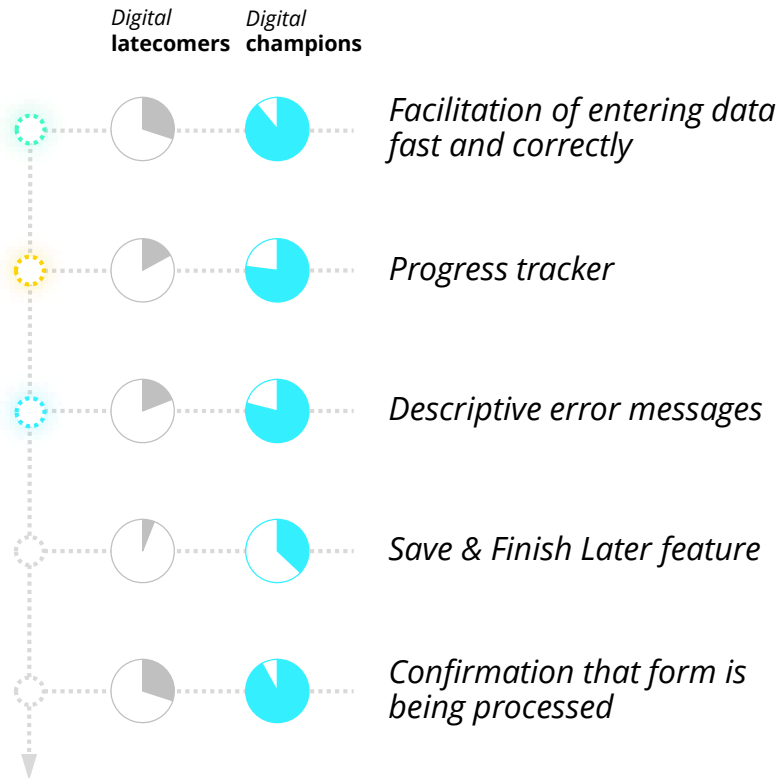 Digital
latecomers
Digital
champions
Facilitation of entering data
fast and correctly
Progress tracker
Descriptive error messages
Save & Finish Later feature
Confirmation that form is
being processed